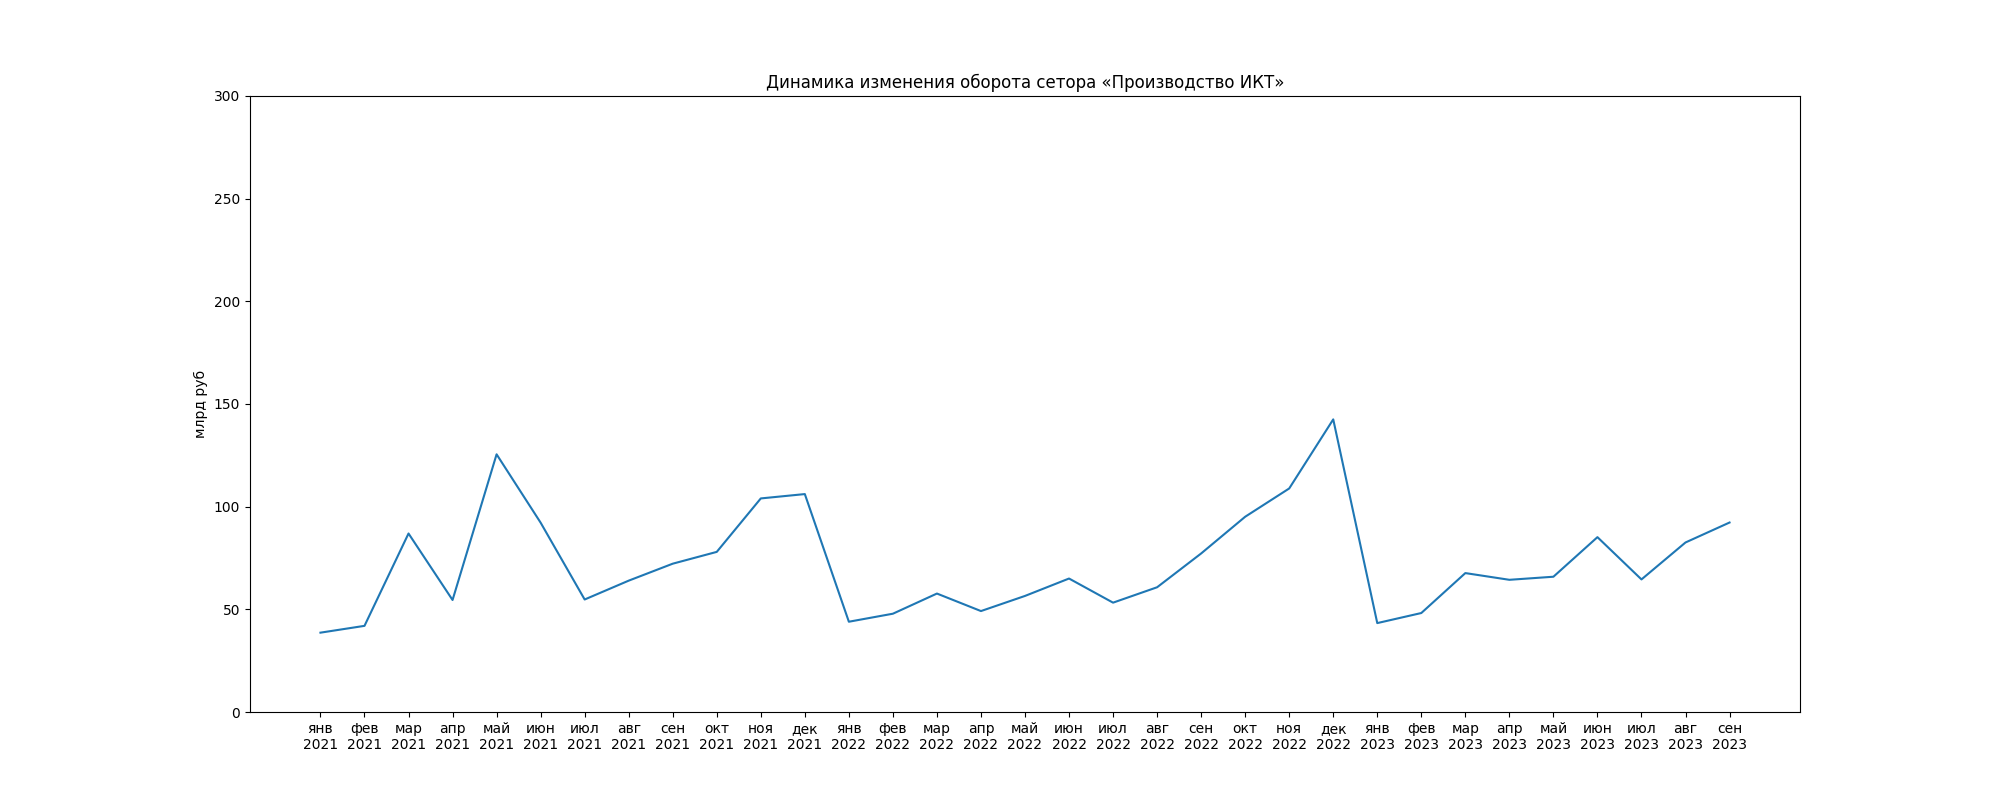 Динамика изменения оборота сетора «Производство ИКТ»
300
250
200
150
100
50
0
млрд руб
янв фев мар апр май июн июл авг сен окт ноя дек янв фев мар апр май июн июл авг сен окт ноя дек янв фев мар апр май июн июл авг сен
2021 2021 2021 2021 2021 2021 2021 2021 2021 2021 2021 2021 2022 2022 2022 2022 2022 2022 2022 2022 2022 2022 2022 2022 2023 2023 2023 2023 2023 2023 2023 2023 2023